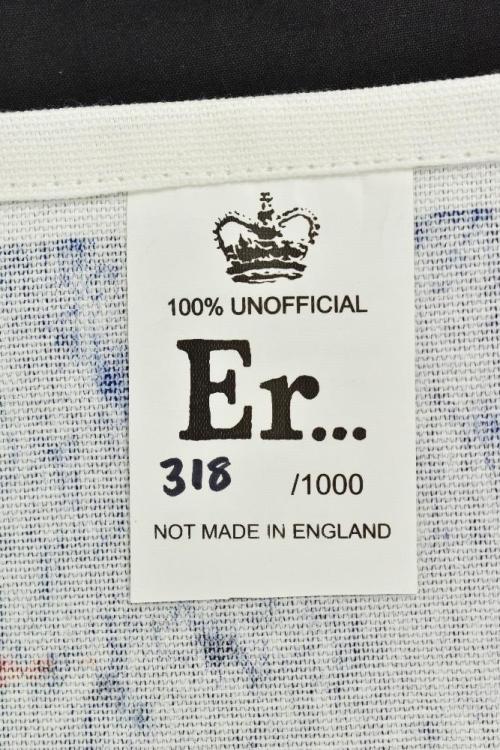 100% UNOFFICIAL
Er...
318 /1000
NOT MADE IN ENGLAND